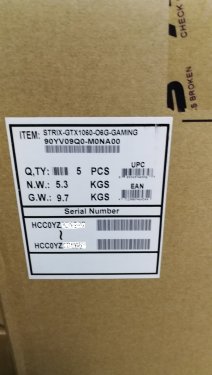 IS BROKEN
ITEM: STRIX-GTX1060-O6G-GAMING
90YV09Q0-M0NA00
Q,TY: 5 PCS
UPC
N.W.: 5.3 KGS
EAN
G.W.: 9.7 KGS
Serial Number
HCC0YZ
~
HCC0YZ